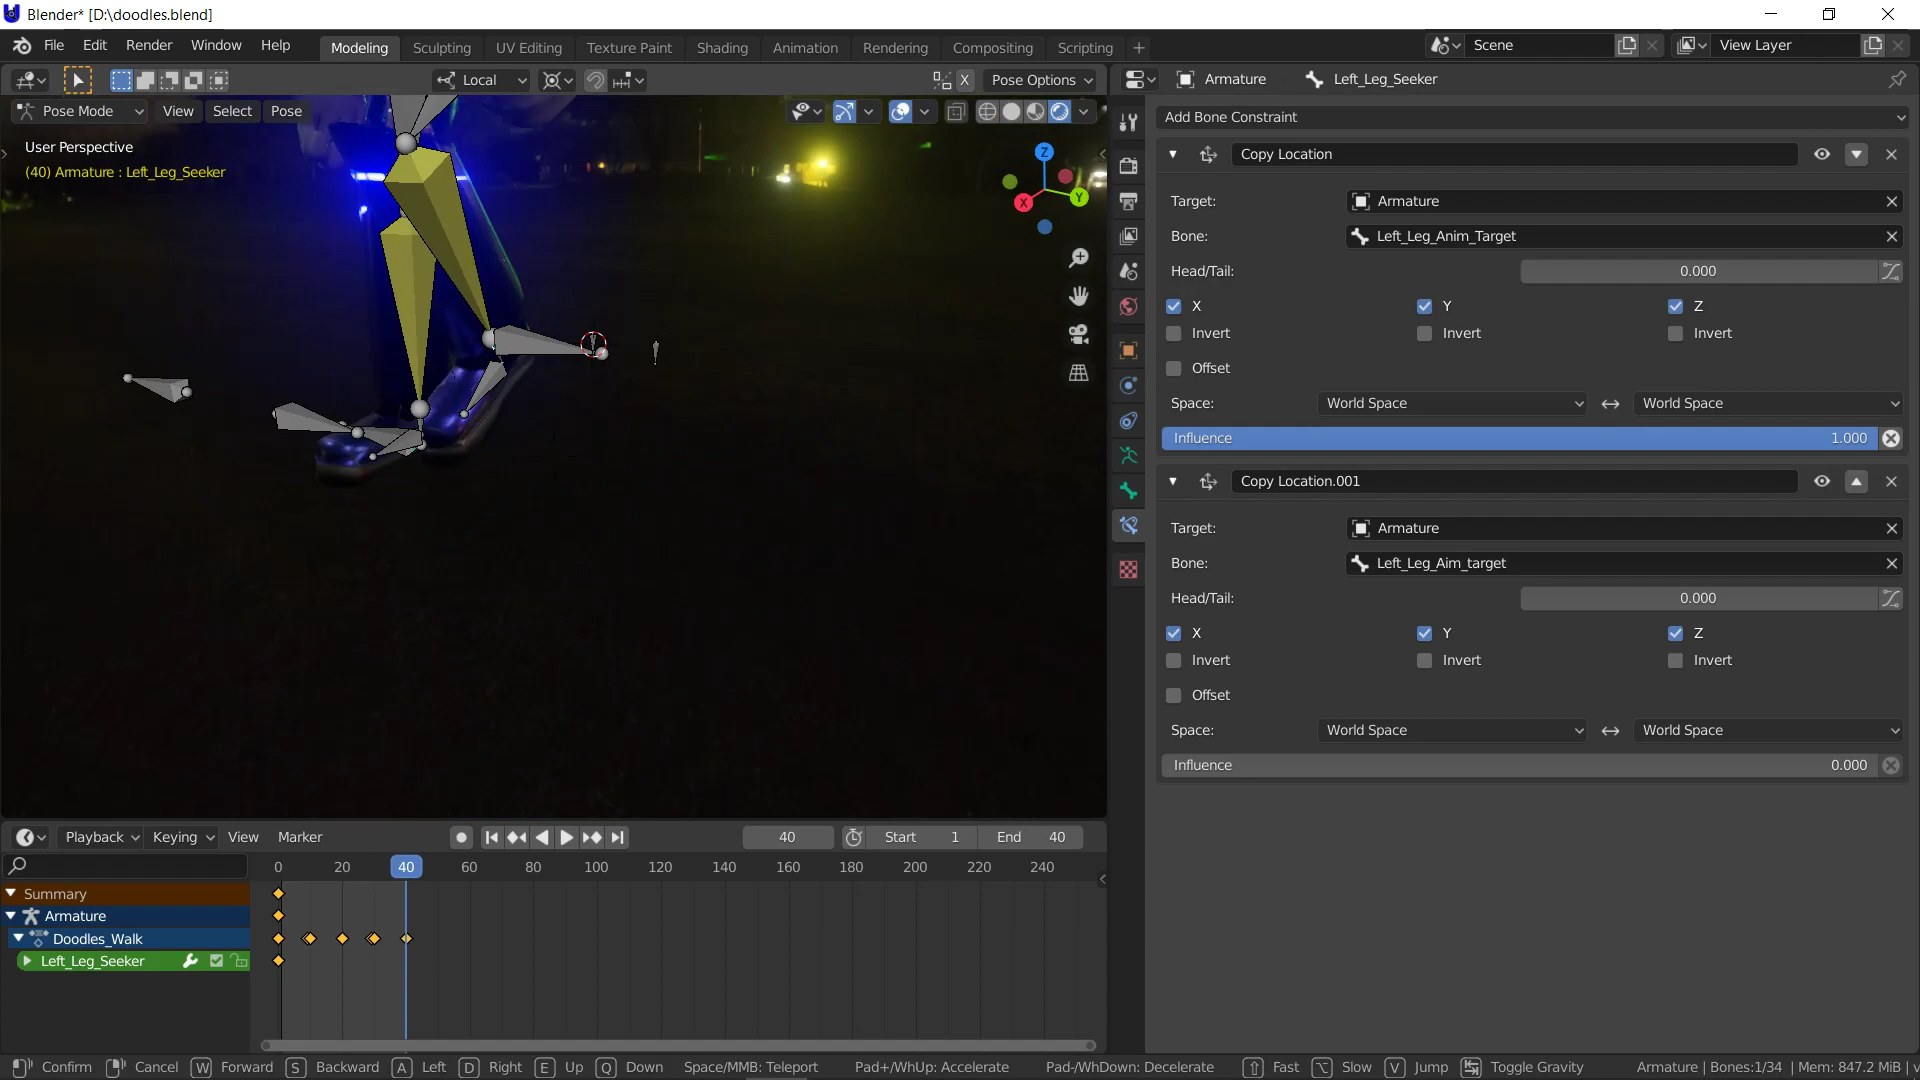 Blender* [D:\doodles.blend]
File Edit Render Window Help Modeling Sculpting UV Editing Texture Paint Shading Animation Rendering Compositing Scripting + Scene View Layer
Local X Pose Options Armature Left_Leg_Seeker
Pose Mode View Select Pose
Add Bone Constraint
User Perspective
(40) Armature : Left_Leg_Seeker
Z
Y
X
Copy Location
Target: Armature
Bone: Left_Leg_Anim_Target
Head/Tail: 0.000
X Y Z
Invert Invert Invert
Offset
Space: World Space World Space
Influence 1.000
Copy Location.001
Target: Armature
Bone: Left_Leg_Aim_target
Head/Tail: 0.000
X Y Z
Invert Invert Invert
Offset
Space: World Space World Space
Influence 0.000
Playback Keying View Marker 40 Start 1 End 40
0 20 40 60 80 100 120 140 160 180 200 220 240
Summary
Armature
Doodles_Walk
Left_Leg_Seeker
Confirm Cancel W Forward S Backward A Left D Right E Up Q Down Space/MMB: Teleport Pad+/WhUp: Accelerate Pad-/WhDown: Decelerate Fast Slow V Jump Toggle Gravity Armature | Bones:1/34 | Mem: 847.2 MiB | v